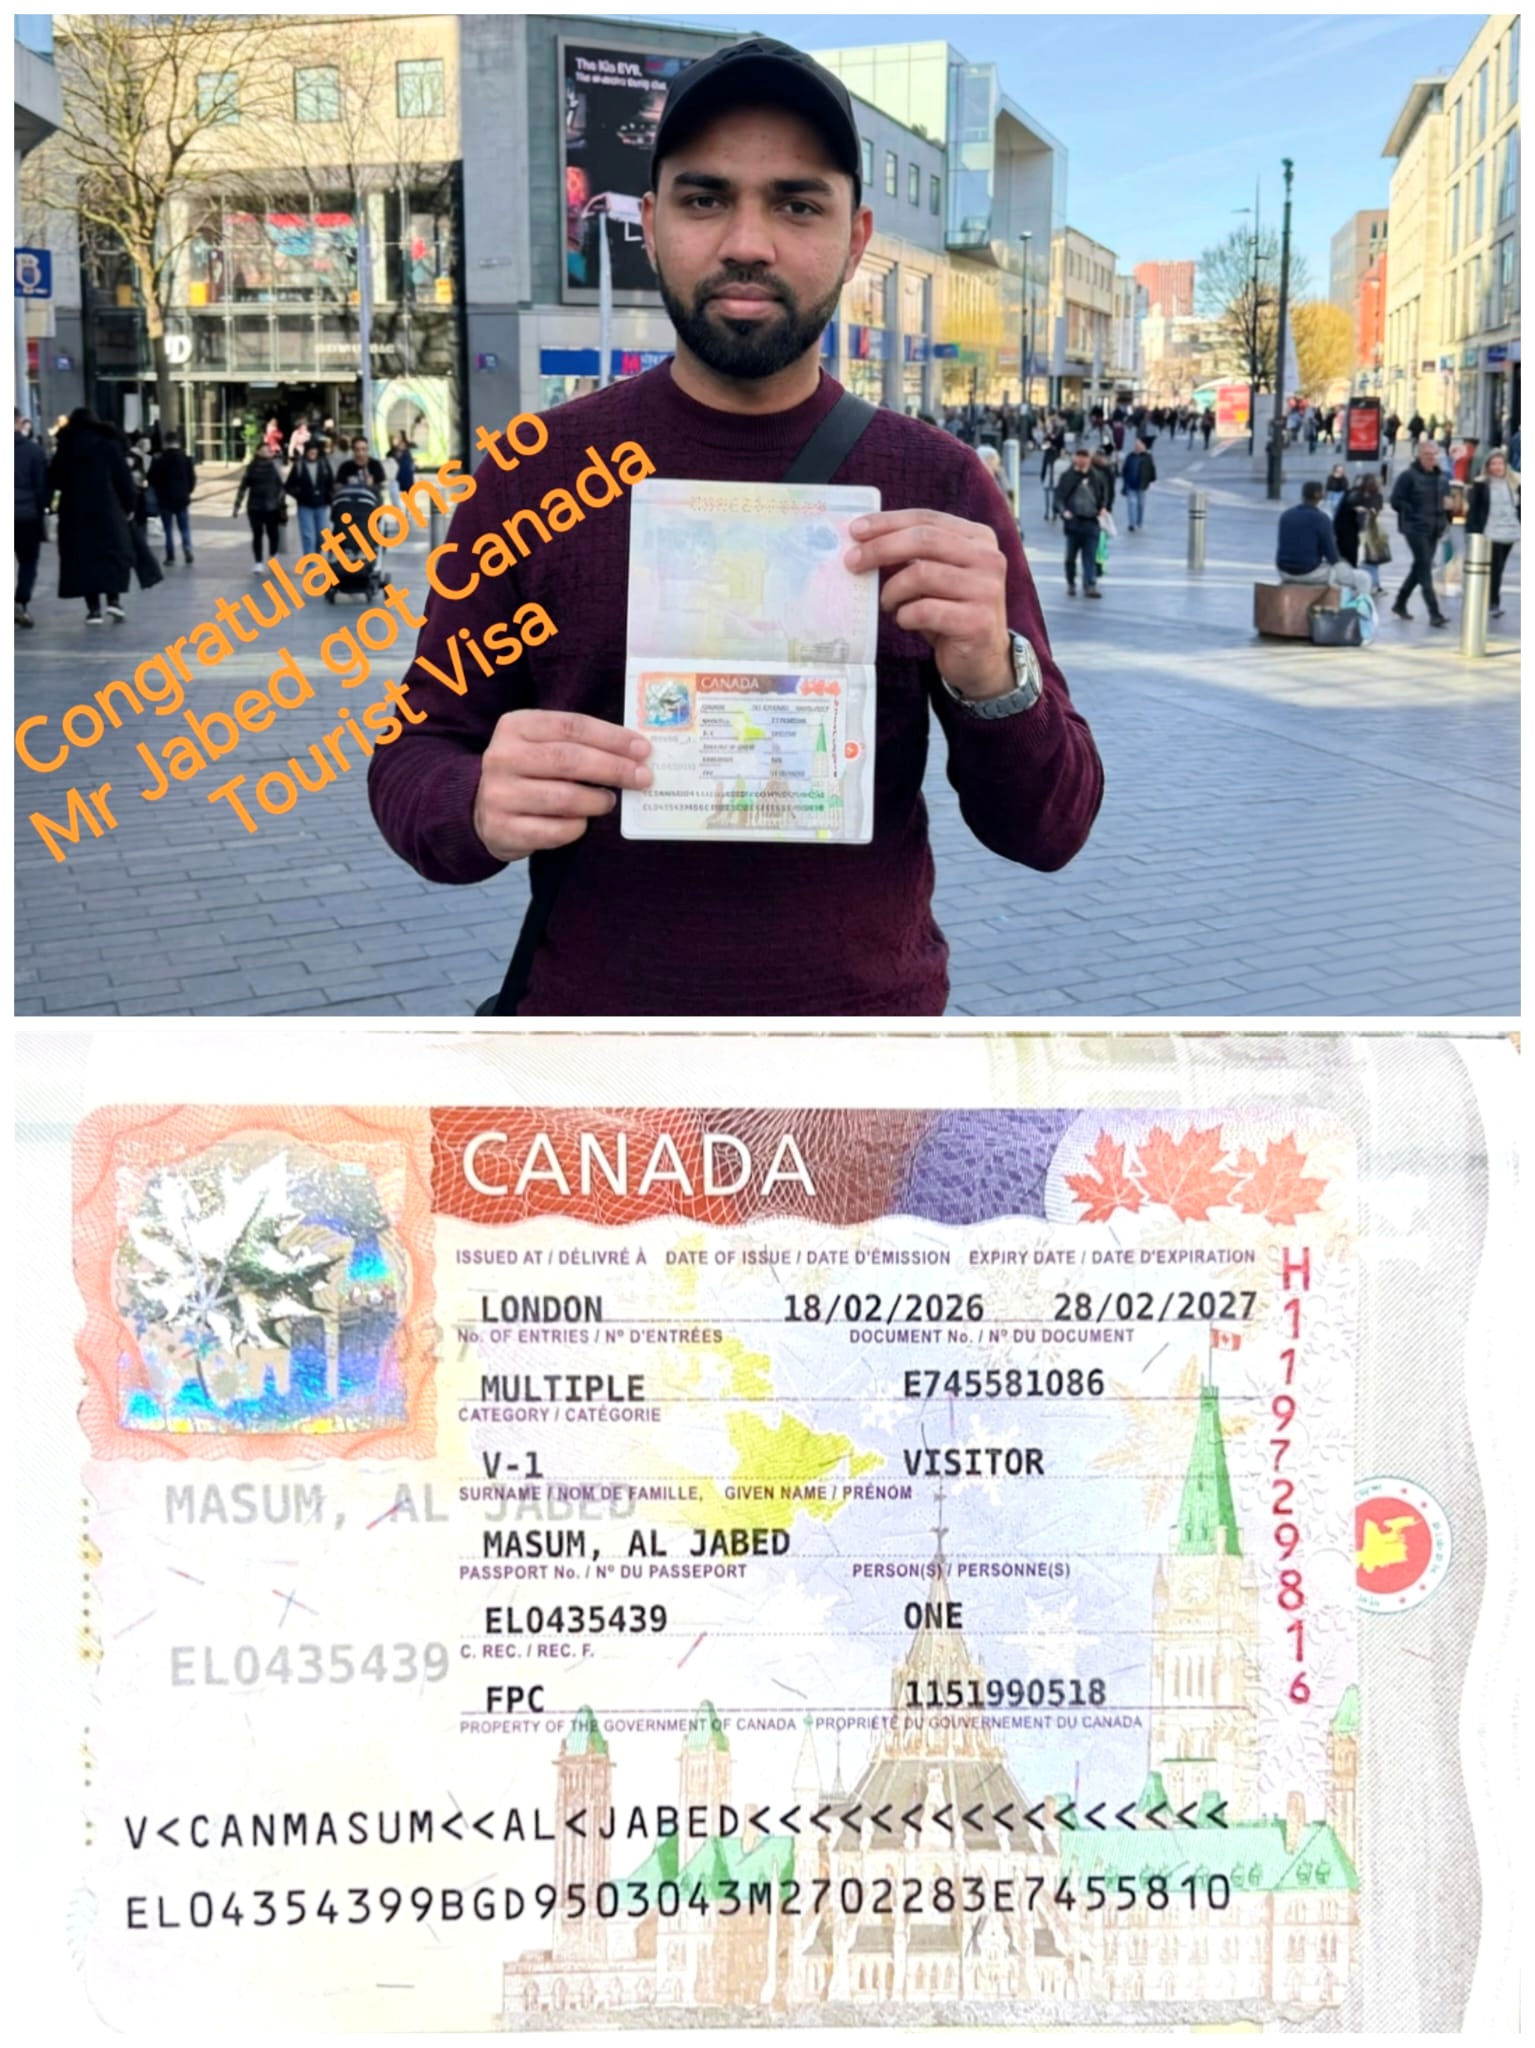 The Kia EV6.
Congratulations to
Mr Jabed got Canada
Tourist Visa
CANADA
CANADA
ISSUED AT / DÉLIVRÉ À DATE OF ISSUE / DATE D'ÉMISSION EXPIRY DATE / DATE D'EXPIRATION
LONDON 18/02/2026 28/02/2027
No. OF ENTRIES / Nº D'ENTRÉES DOCUMENT No. / Nº DU DOCUMENT
MULTIPLE E745581086
CATEGORY / CATÉGORIE
V-1 VISITOR
SURNAME / NOM DE FAMILLE, GIVEN NAME / PRÉNOM
MASUM, AL JABED
MASUM, AL JABED
PASSPORT No. / Nº DU PASSEPORT PERSON(S) / PERSONNE(S)
EL0435439 ONE
EL0435439
C. REC. / REC. F.
FPC 1151990518
PROPERTY OF THE GOVERNMENT OF CANADA • PROPRIÉTÉ DU GOUVERNEMENT DU CANADA
H119729816
V<CANMASUM<<AL<JABED<<<<<<<<<<<<<<<<
EL04354399BGD9503043M2702283E7455810